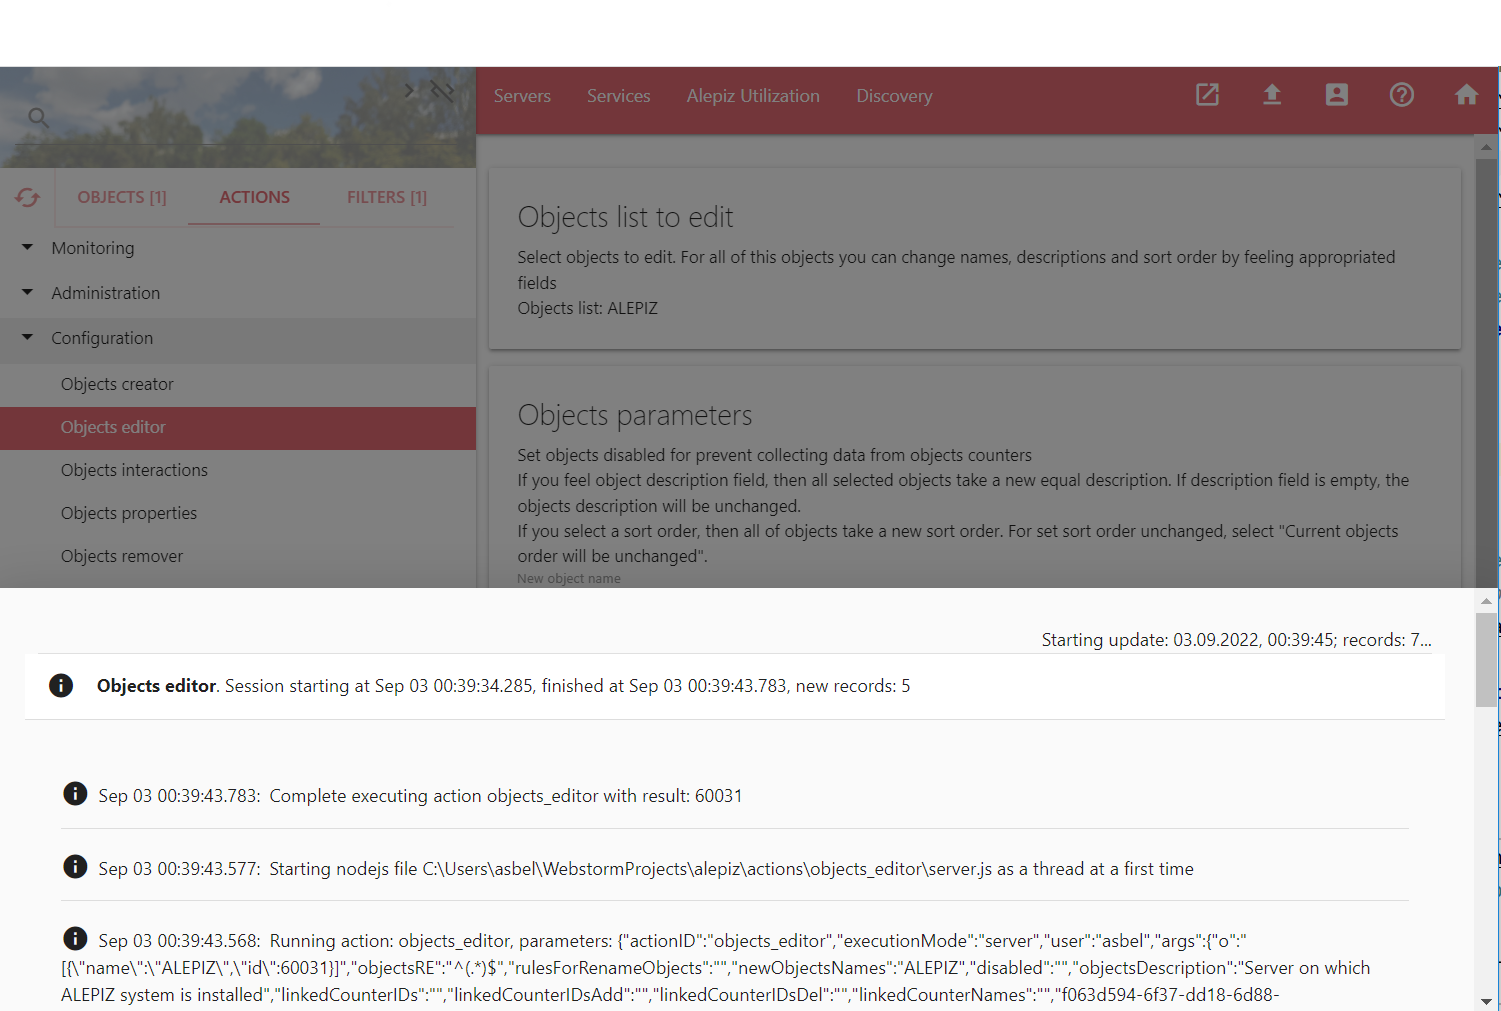 Servers Services Alepiz Utilization Discovery
OBJECTS [1] ACTIONS FILTERS [1]
Monitoring
Administration
Configuration
Objects creator
Objects editor
Objects interactions
Objects properties
Objects remover
Objects list to edit
Select objects to edit. For all of this objects you can change names, descriptions and sort order by feeling appropriated
fields
Objects list: ALEPIZ
Objects parameters
Set objects disabled for prevent collecting data from objects counters
If you feel object description field, then all selected objects take a new equal description. If description field is empty, the
objects description will be unchanged.
If you select a sort order, then all of objects take a new sort order. For set sort order unchanged, select "Current objects
order will be unchanged".
New object name
Starting update: 03.09.2022, 00:39:45; records: 7...
Objects editor. Session starting at Sep 03 00:39:34.285, finished at Sep 03 00:39:43.783, new records: 5
Sep 03 00:39:43.783: Complete executing action objects_editor with result: 60031
Sep 03 00:39:43.577: Starting nodejs file C:\Users\asbel\WebstormProjects\alepiz\actions\objects_editor\server.js as a thread at a first time
Sep 03 00:39:43.568: Running action: objects_editor, parameters: {"actionID":"objects_editor","executionMode":"server","user":"asbel","args":{"o":"
[{\"name\":\"ALEPIZ\",\"id\":60031}]","objectsRE":"^(.*)$","rulesForRenameObjects":"","newObjectsNames":"ALEPIZ","disabled":"","objectsDescription":"Server on which
ALEPIZ system is installed","linkedCounterIDs":"","linkedCounterIDsAdd":"","linkedCounterIDsDel":"","linkedCounterNames":"","f063d594-6f37-dd18-6d88-